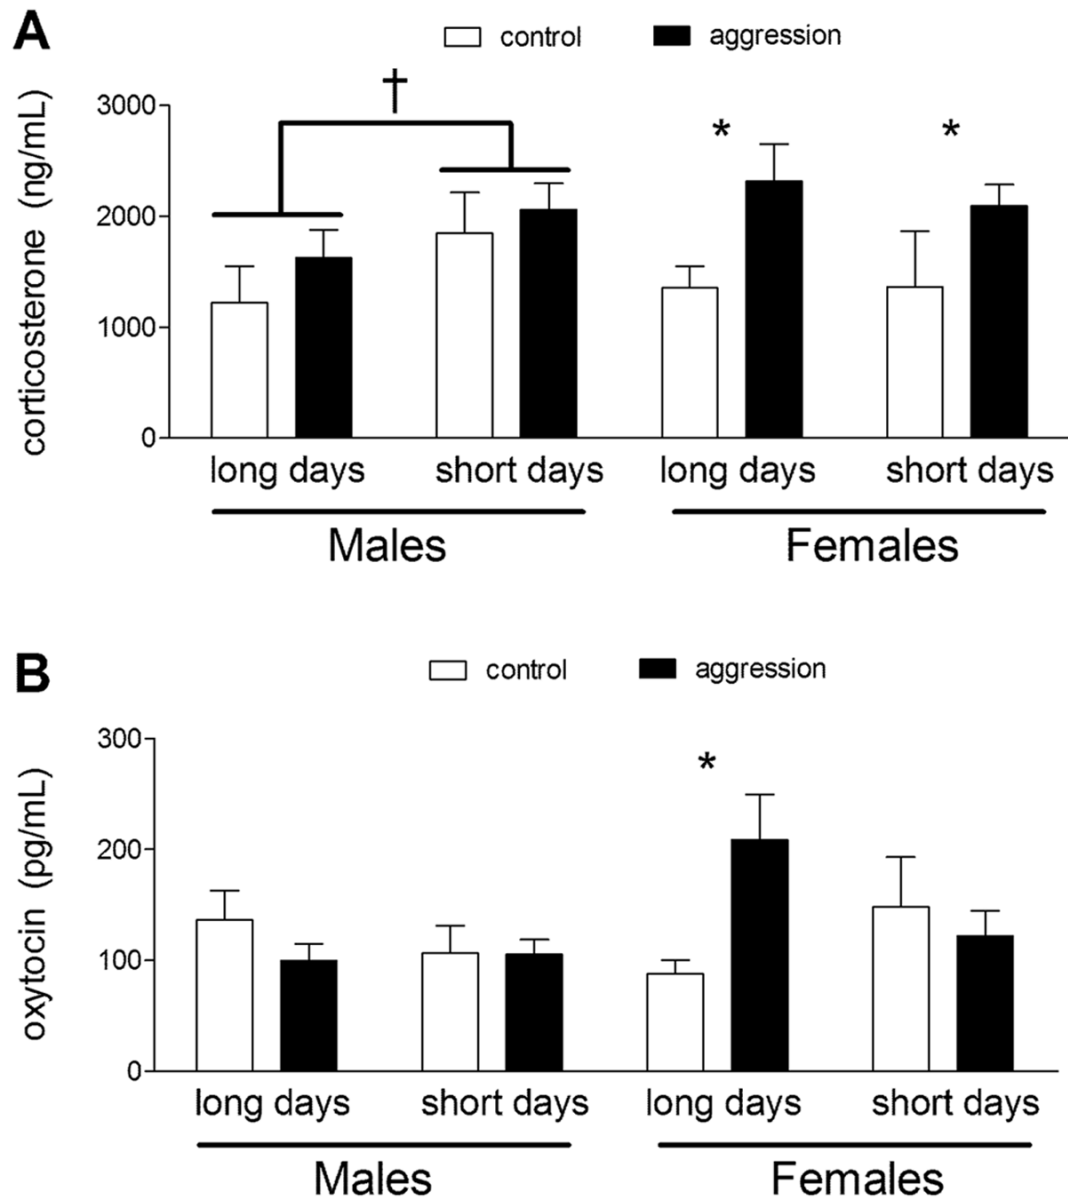 A
control aggression
†
3000
* *
2000
1000
0
corticosterone (ng/mL)
long days short days long days short days
Males Females
B
control aggression
300
*
200
100
0
oxytocin (pg/mL)
long days short days long days short days
Males Females